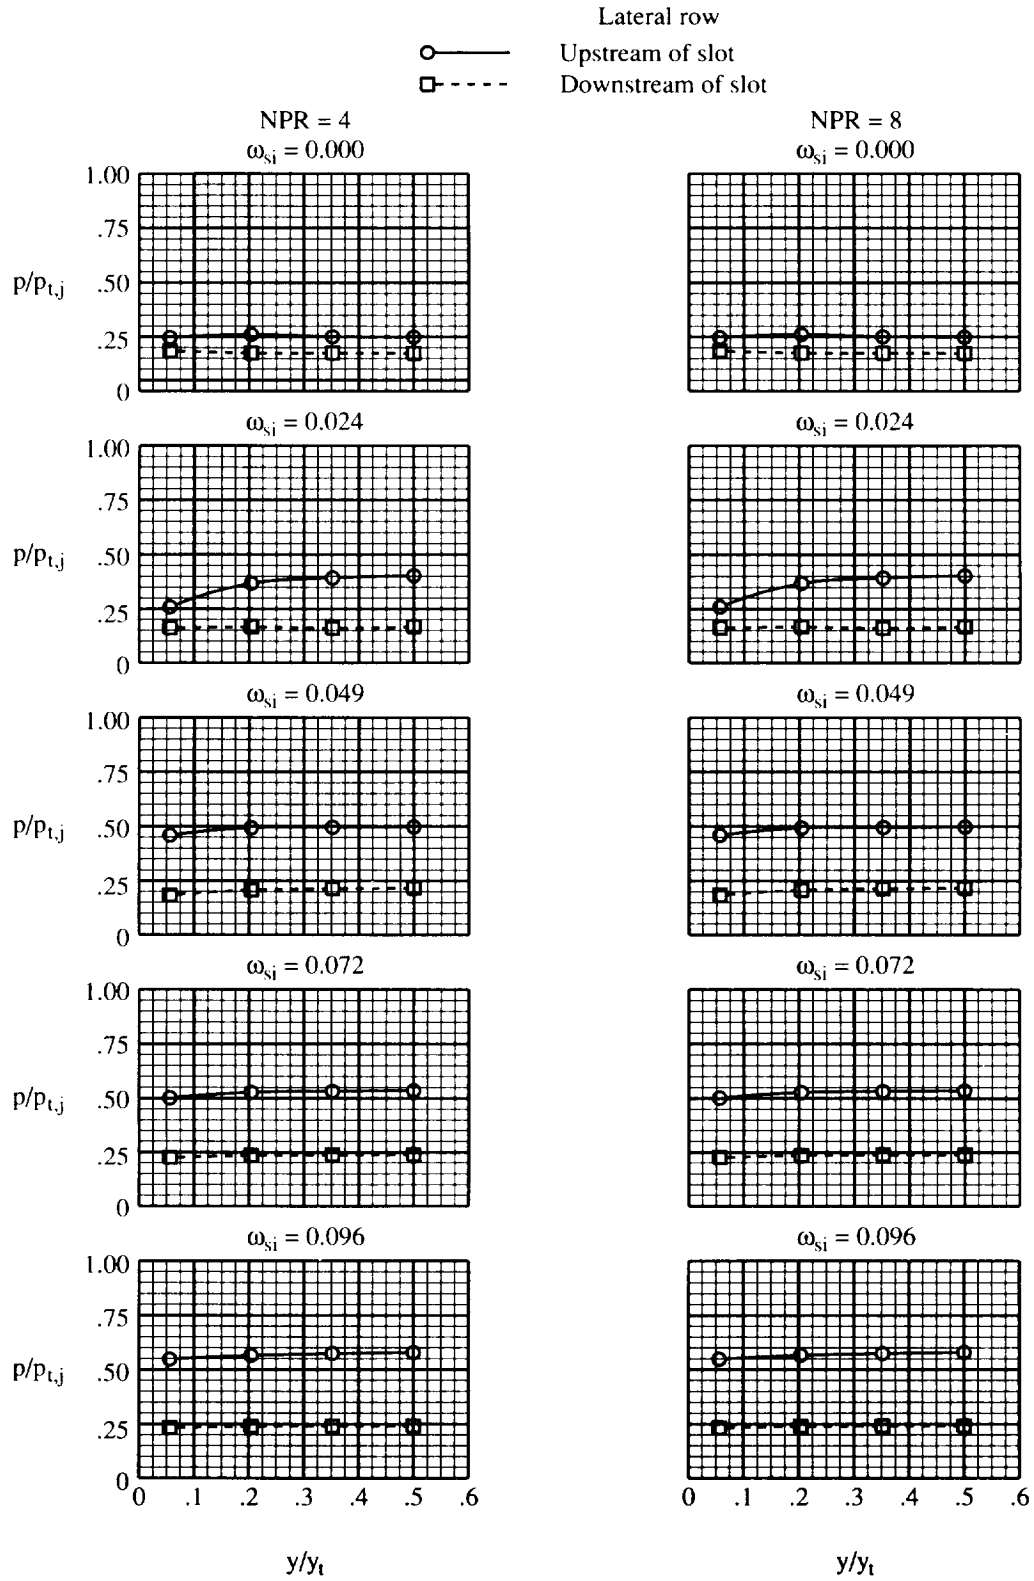 Lateral row
Upstream of slot
Downstream of slot
NPR = 4
ω_si = 0.000
NPR = 8
ω_si = 0.000
1.00
.75
p/p_t,j .50
.25
0
ω_si = 0.024
ω_si = 0.024
1.00
.75
p/p_t,j .50
.25
0
ω_si = 0.049
ω_si = 0.049
1.00
.75
p/p_t,j .50
.25
0
ω_si = 0.072
ω_si = 0.072
1.00
.75
p/p_t,j .50
.25
0
ω_si = 0.096
ω_si = 0.096
1.00
.75
p/p_t,j .50
.25
0
0 .1 .2 .3 .4 .5 .6
0 .1 .2 .3 .4 .5 .6
y/y_t
y/y_t